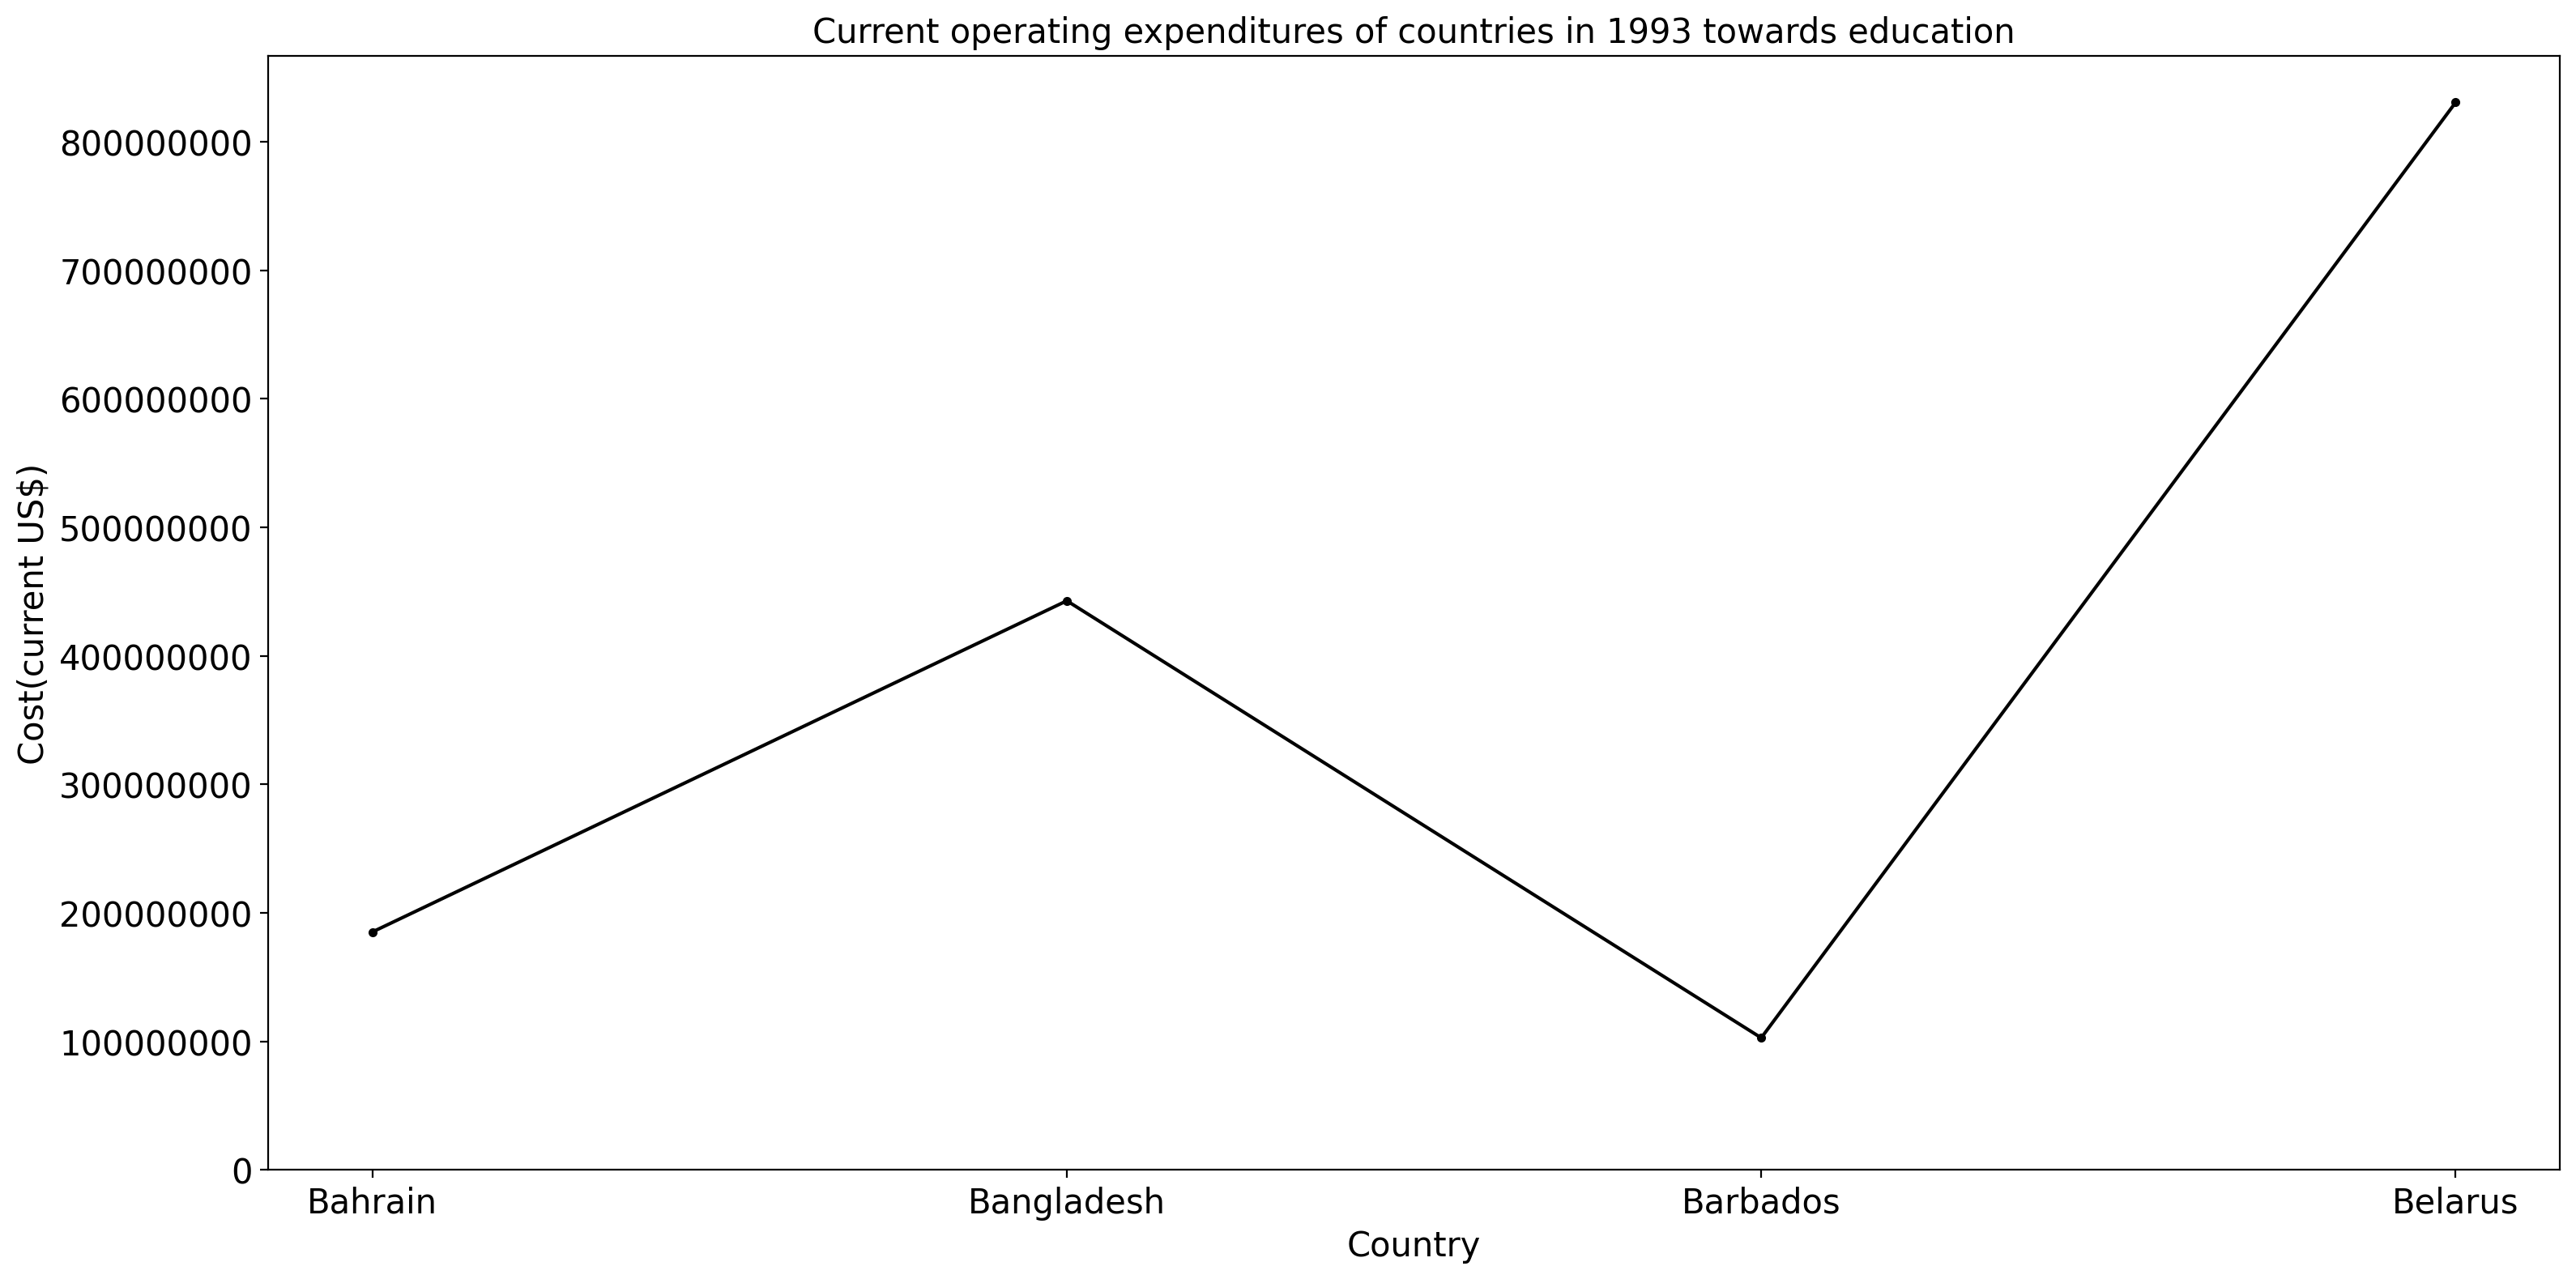 Current operating expenditures of countries in 1993 towards education
Cost(current US$)
800000000
700000000
600000000
500000000
400000000
300000000
200000000
100000000
0
Bahrain Bangladesh Barbados Belarus
Country